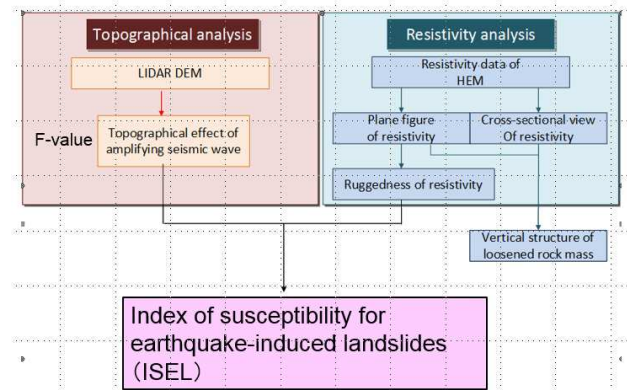 Topographical analysis
Resistivity analysis
LIDAR DEM
Resistivity data of
HEM
F-value
Topographical effect of
amplifying seismic wave
Plane figure
of resistivity
Cross-sectional view
Of resistivity
Ruggedness of resistivity
Vertical structure of
loosened rock mass
Index of susceptibility for
earthquake-induced landslides
（ISEL）